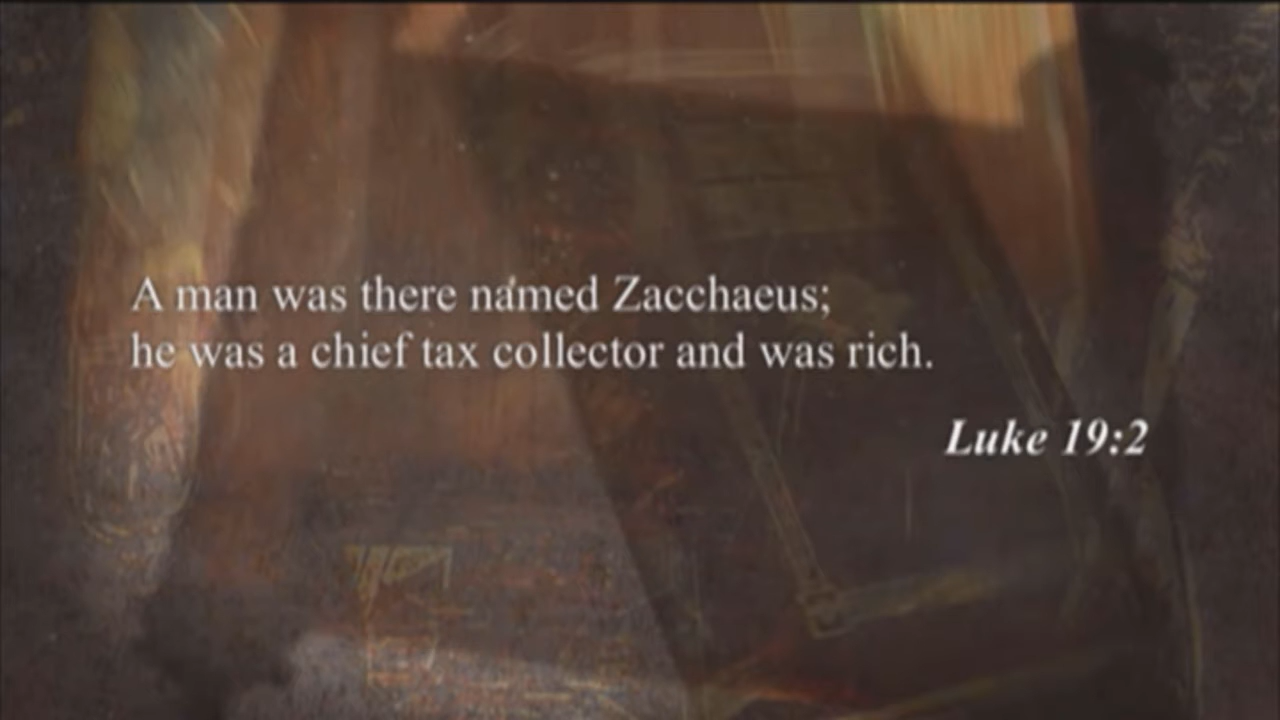 A man was there named Zacchaeus;
he was a chief tax collector and was rich.
Luke 19:2